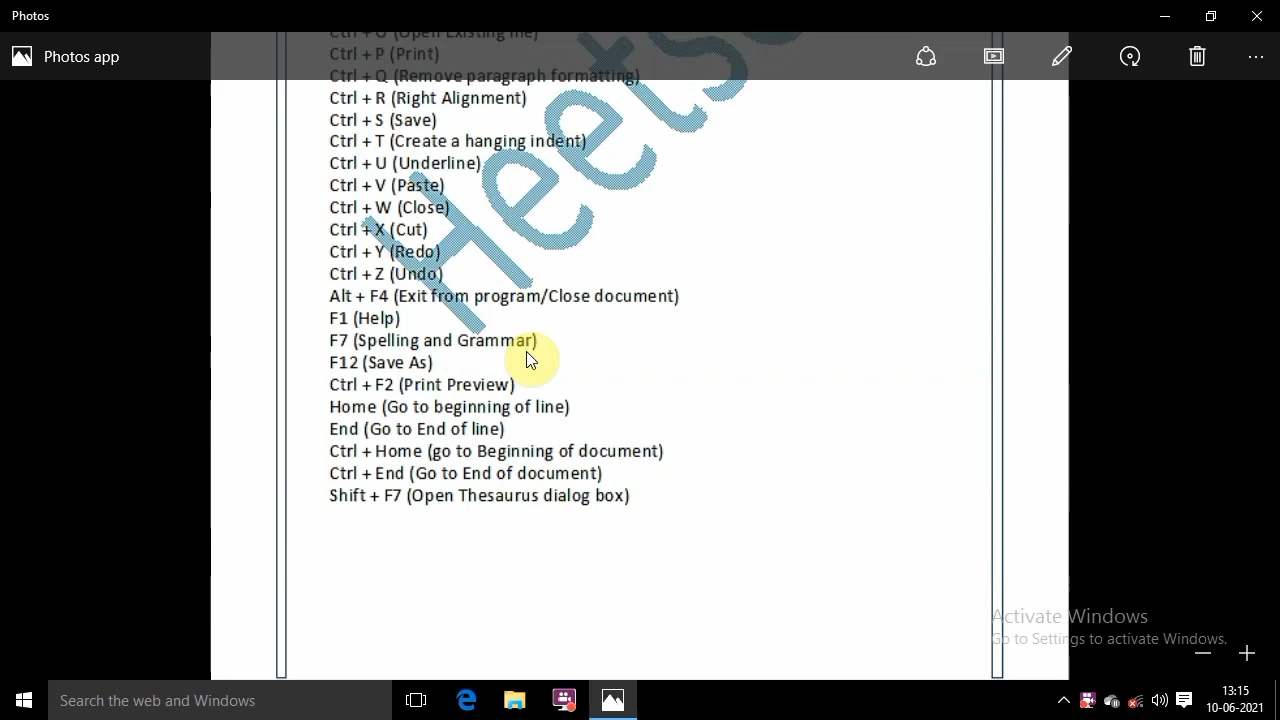 Photos
Photos app
Ctrl + O (Open Existing file)
Ctrl + P (Print)
Ctrl + Q (Remove paragraph formatting)
Ctrl + R (Right Alignment)
Ctrl + S (Save)
Ctrl + T (Create a hanging indent)
Ctrl + U (Underline)
Ctrl + V (Paste)
Ctrl + W (Close)
Ctrl + X (Cut)
Ctrl + Y (Redo)
Ctrl + Z (Undo)
Alt + F4 (Exit from program/Close document)
F1 (Help)
F7 (Spelling and Grammar)
F12 (Save As)
Ctrl + F2 (Print Preview)
Home (Go to beginning of line)
End (Go to End of line)
Ctrl + Home (go to Beginning of document)
Ctrl + End (Go to End of document)
Shift + F7 (Open Thesaurus dialog box)
Activate Windows
Go to Settings to activate Windows.
Search the web and Windows
13:15
10-06-2021